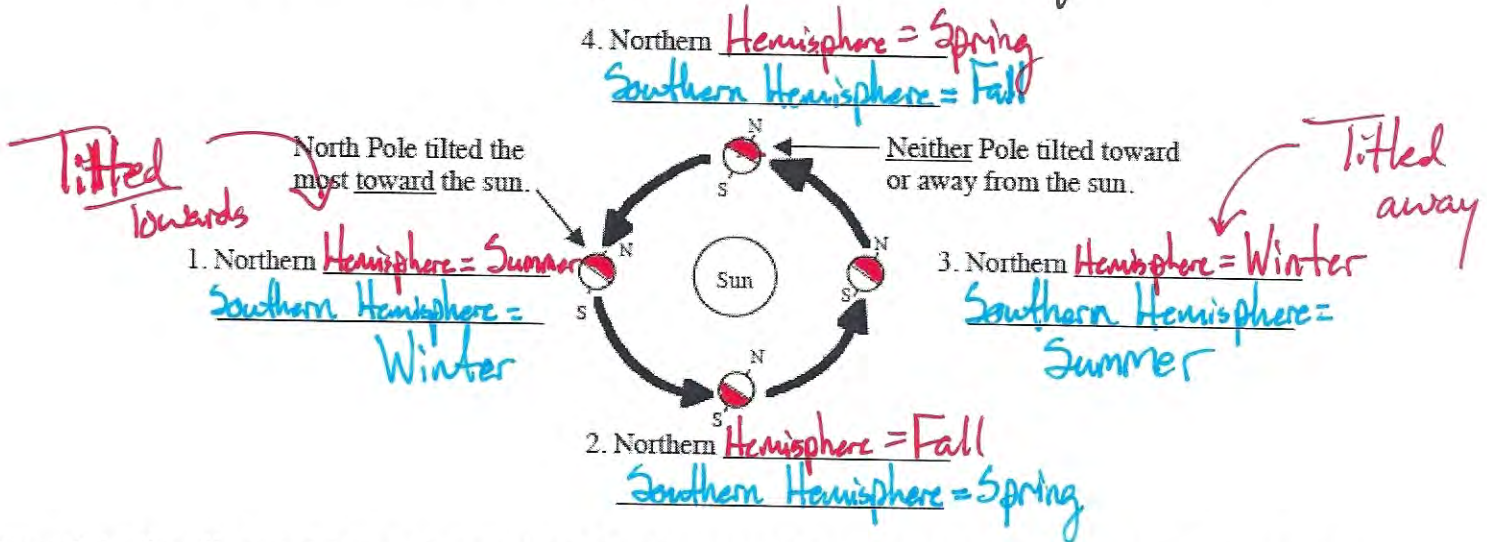 4. Northern Hemisphere = Spring
Southern Hemisphere = Fall
Tilted
towards
North Pole tilted the
most toward the sun.
N
S
Neither Pole tilted toward
or away from the sun.
Tilted
away
1. Northern Hemisphere = Summer
Southern Hemisphere =
Winter
N
S
Sun
N
S
3. Northern Hemisphere = Winter
Southern Hemisphere =
Summer
N
S
2. Northern Hemisphere = Fall
Southern Hemisphere = Spring